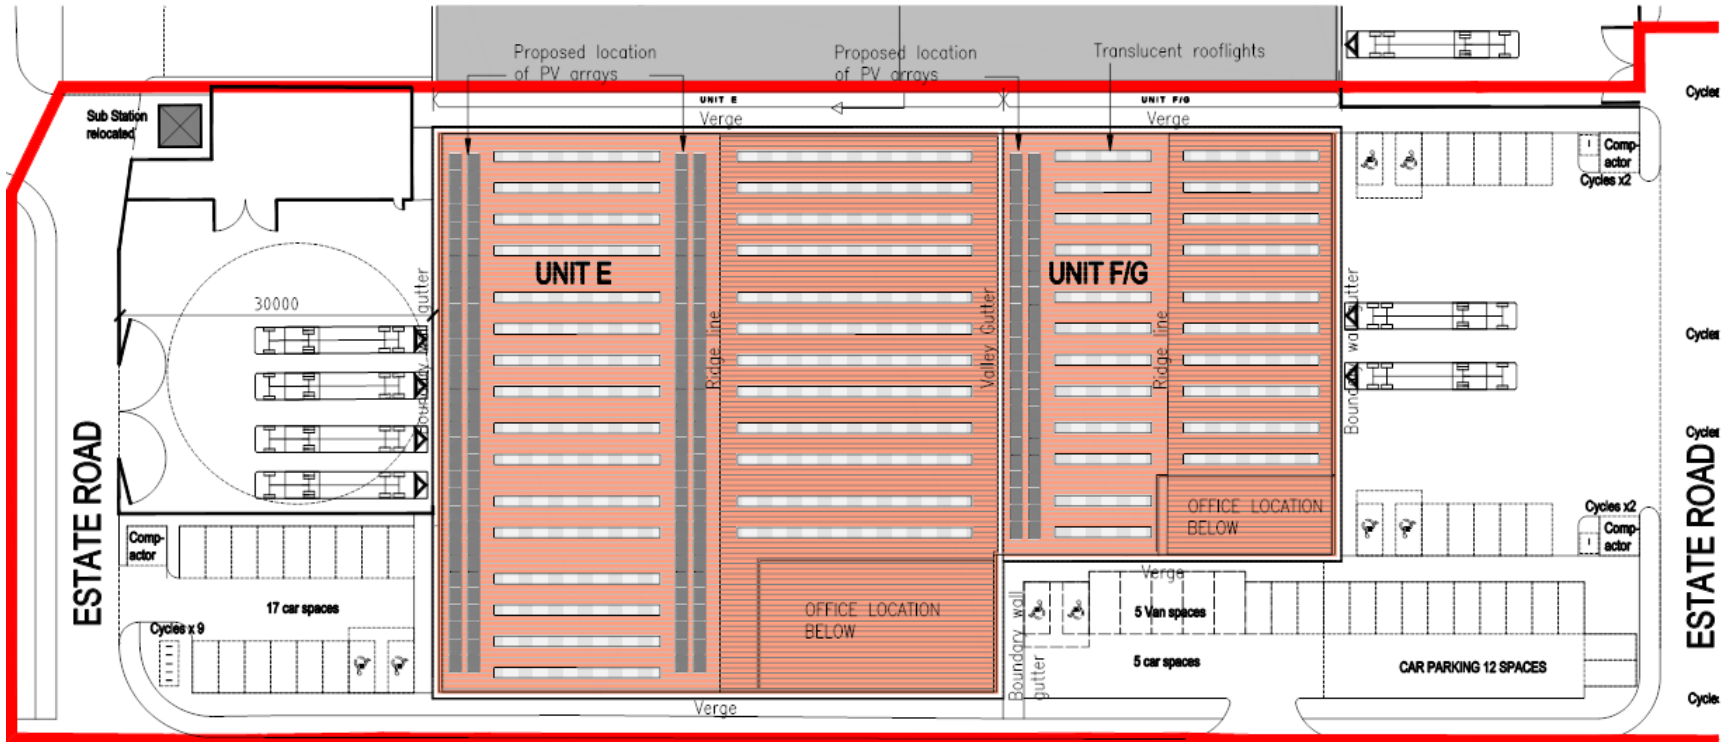 Proposed location
of PV arrays
Proposed location
of PV arrays
Translucent rooflights
Cycles
UNIT E
UNIT F/G
Sub Station
relocated
Verge
Verge
Comp-
actor
Cycles x2
UNIT E
UNIT F/G
30000
Boundary wall gutter
Ridge line
Valley Gutter
Ridge line
Boundary wall gutter
Cycles
Cycles
ESTATE ROAD
ESTATE ROAD
OFFICE LOCATION
BELOW
Cycles x2
Comp-
actor
Comp-
actor
17 car spaces
Cycles x 9
OFFICE LOCATION
BELOW
Verge
Boundary wall
gutter
5 Van spaces
5 car spaces
CAR PARKING 12 SPACES
Cycles
Verge